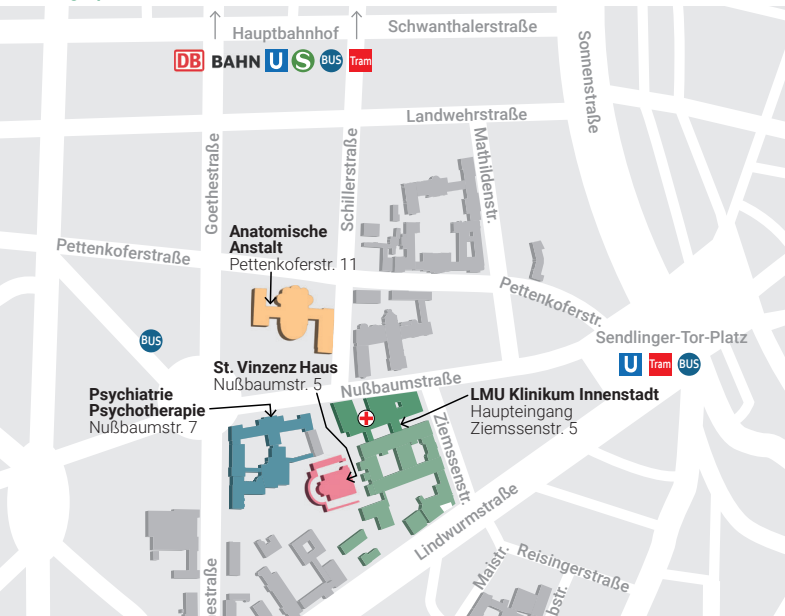 Schwanthalerstraße
Hauptbahnhof
DB BAHN U S BUS Tram
Sonnenstraße
Landwehrstraße
Goethestraße
Schillerstraße
Mathildenstr.
Pettenkoferstraße
Anatomische
Anstalt
Pettenkoferstr. 11
Pettenkoferstr.
BUS
Sendlinger-Tor-Platz
U Tram BUS
St. Vinzenz Haus
Nußbaumstr. 5
Nußbaumstraße
Psychiatrie
Psychotherapie
Nußbaumstr. 7
LMU Klinikum Innenstadt
Haupteingang
Ziemssenstr. 5
Ziemssenstr.
Lindwurmstraße
Maistr.
Reisingerstraße
estraße
bstr.